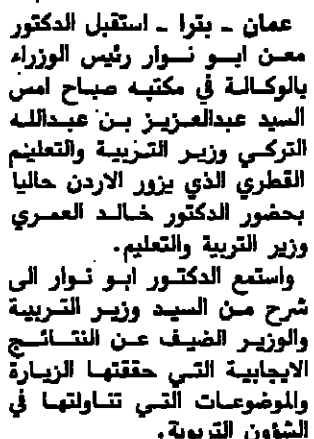 عمان ـ بترا ـ استقبل الدكتور
معن ابو نوار رئيس الوزراء
بالوكالة في مكتبه صباح امس
السيد عبدالعزيز بن عبدالله
التركي وزير التربية والتعليم
القطري الذي يزور الاردن حاليا
بحضور الدكتور خالد العمري
وزير التربية والتعليم.
واستمع الدكتور ابو نوار الى
شرح من السيد وزير التربية
والوزير الضيف عن النتائج
الايجابية التي حققتها الزيارة
والموضوعات التي تناولتها في
الشؤون التربوية.